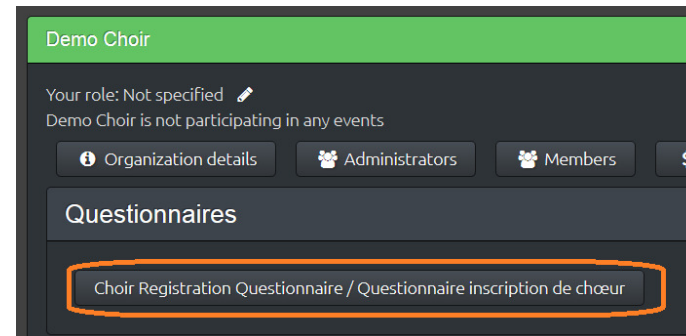 Demo Choir
Your role: Not specified
Demo Choir is not participating in any events
Organization details Administrators Members
Questionnaires
Choir Registration Questionnaire / Questionnaire inscription de chœur